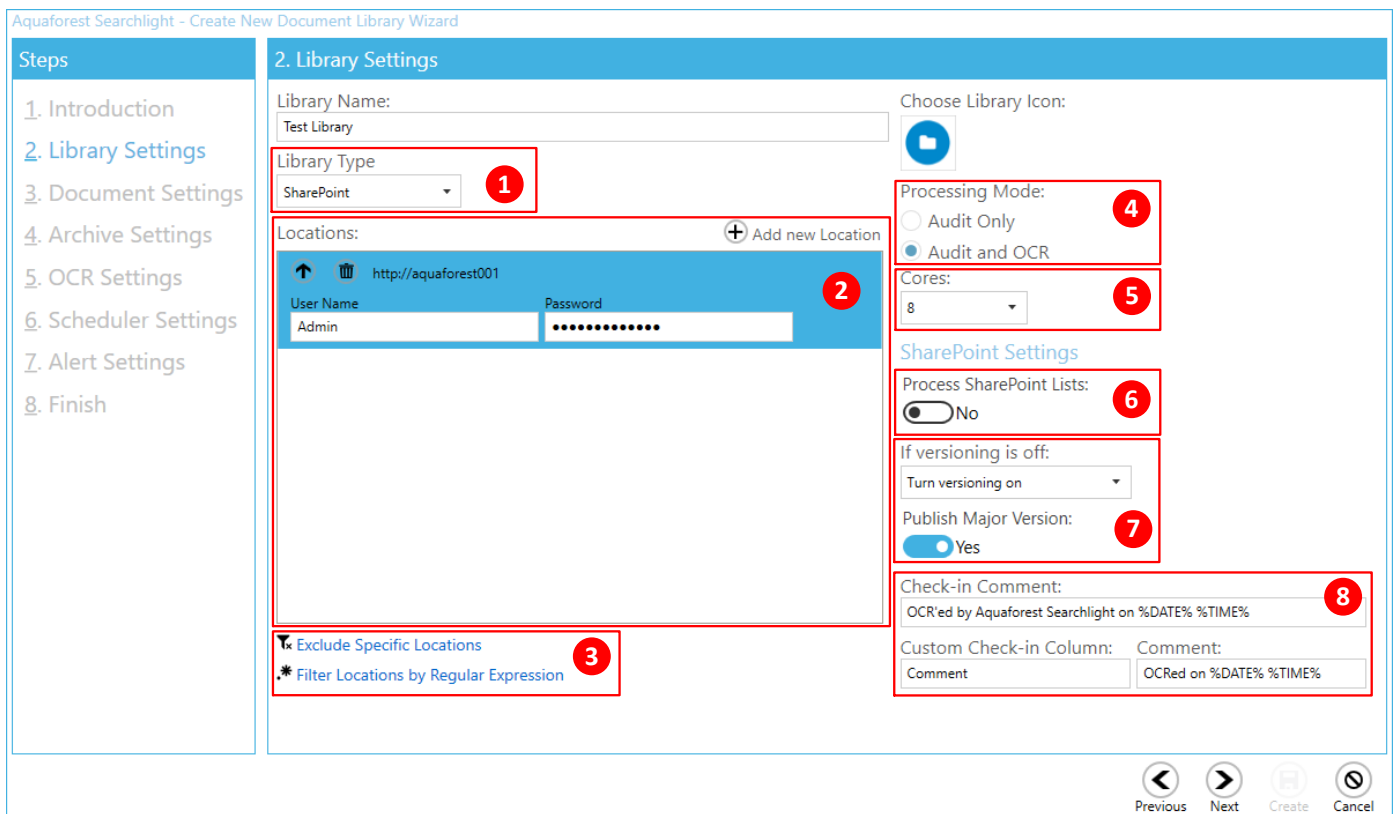 Aquaforest Searchlight - Create New Document Library Wizard
Steps
1. Introduction
2. Library Settings
3. Document Settings
4. Archive Settings
5. OCR Settings
6. Scheduler Settings
7. Alert Settings
8. Finish
2. Library Settings
Library Name:
Test Library
Library Type
SharePoint
1
Locations:
Add new Location
http://aquaforest001
2
User Name
Password
Admin
•••••••••••••
Exclude Specific Locations
Filter Locations by Regular Expression
3
Choose Library Icon:
Processing Mode:
4
Audit Only
Audit and OCR
Cores:
8
5
SharePoint Settings
Process SharePoint Lists:
No
6
If versioning is off:
Turn versioning on
Publish Major Version:
Yes
7
Check-in Comment:
8
OCR'ed by Aquaforest Searchlight on %DATE% %TIME%
Custom Check-in Column:
Comment:
Comment
OCRed on %DATE% %TIME%
Previous
Next
Create
Cancel